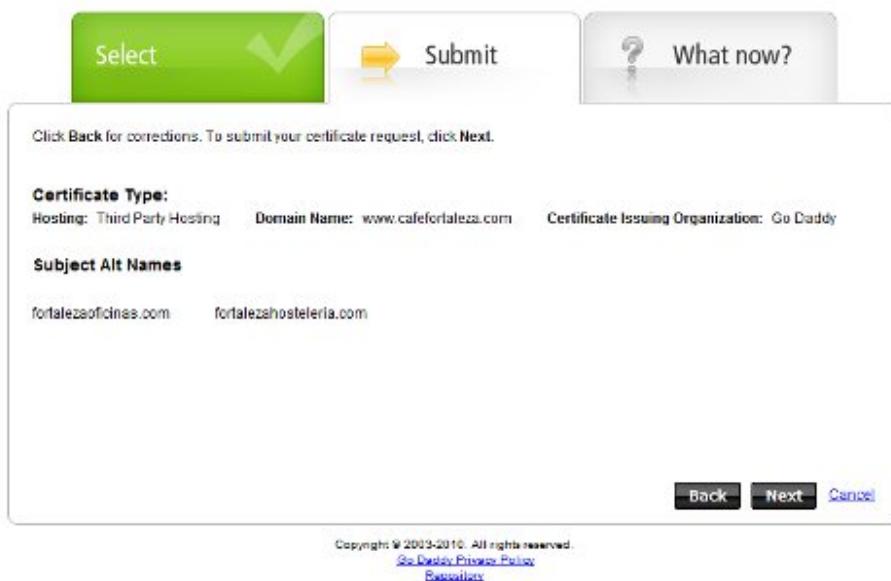 Select Submit What now?
Click Back for corrections. To submit your certificate request, click Next.
Certificate Type:
Hosting: Third Party Hosting Domain Name: www.cafefortaleza.com Certificate Issuing Organization: Go Daddy
Subject Alt Names
fortalezaoficinas.com fortalezahosteleria.com
Back Next Cancel
Copyright © 2003-2010. All rights reserved.
Go Daddy Privacy Policy
Repository